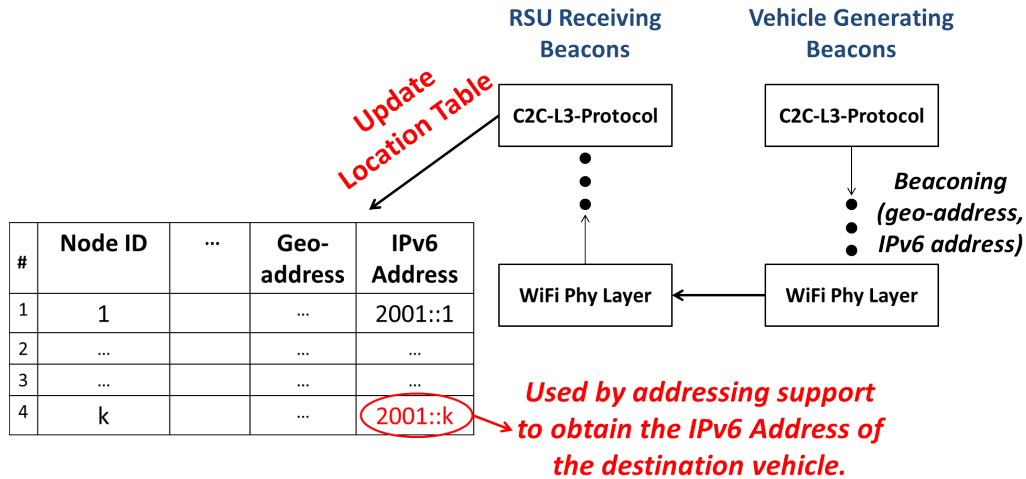 RSU Receiving
Beacons
Vehicle Generating
Beacons
Update
Location Table
C2C-L3-Protocol
C2C-L3-Protocol
Beaconing
(geo-address,
IPv6 address)
WiFi Phy Layer
WiFi Phy Layer
# Node ID ... Geo-address IPv6 Address
1 1 ... 2001::1
2 ... ... ...
3 ... ... ...
4 k ... 2001::k
Used by addressing support
to obtain the IPv6 Address of
the destination vehicle.